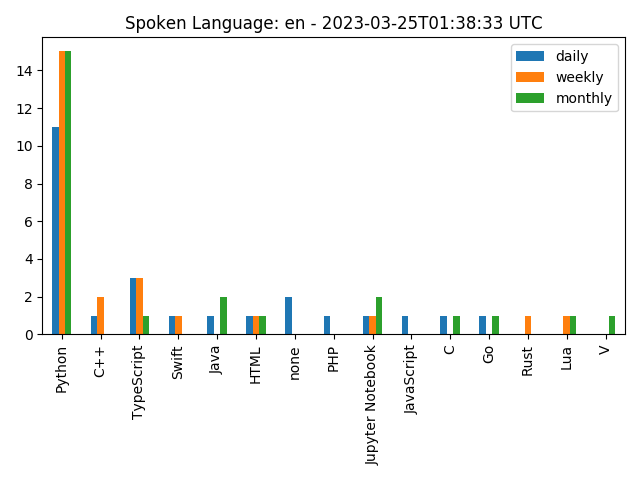 Spoken Language: en - 2023-03-25T01:38:33 UTC
daily
weekly
monthly
14
12
10
8
6
4
2
0
Python
C++
TypeScript
Swift
Java
HTML
none
PHP
Jupyter Notebook
JavaScript
C
Go
Rust
Lua
V